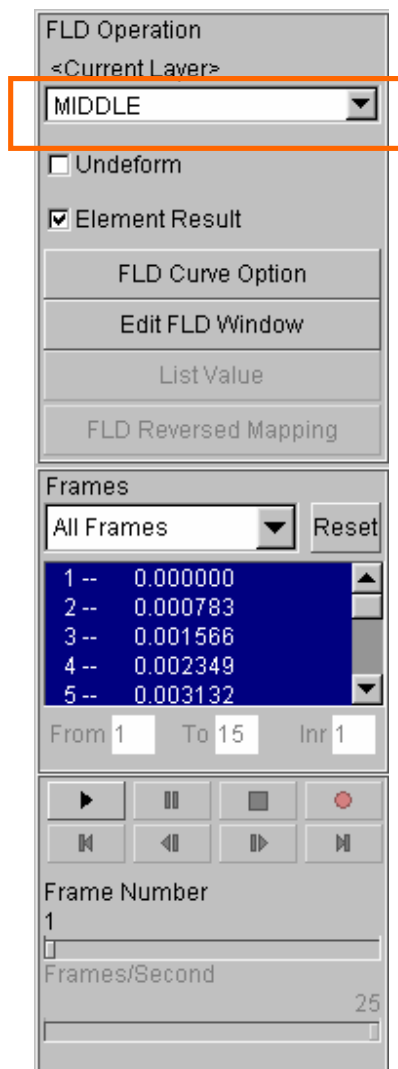 FLD Operation
<Current Layer>
MIDDLE
Undeform
Element Result
FLD Curve Option
Edit FLD Window
List Value
FLD Reversed Mapping
Frames
All Frames Reset
1 -- 0.000000
2 -- 0.000783
3 -- 0.001566
4 -- 0.002349
5 -- 0.003132
From 1 To 15 Inr 1
Frame Number
1
Frames/Second
25